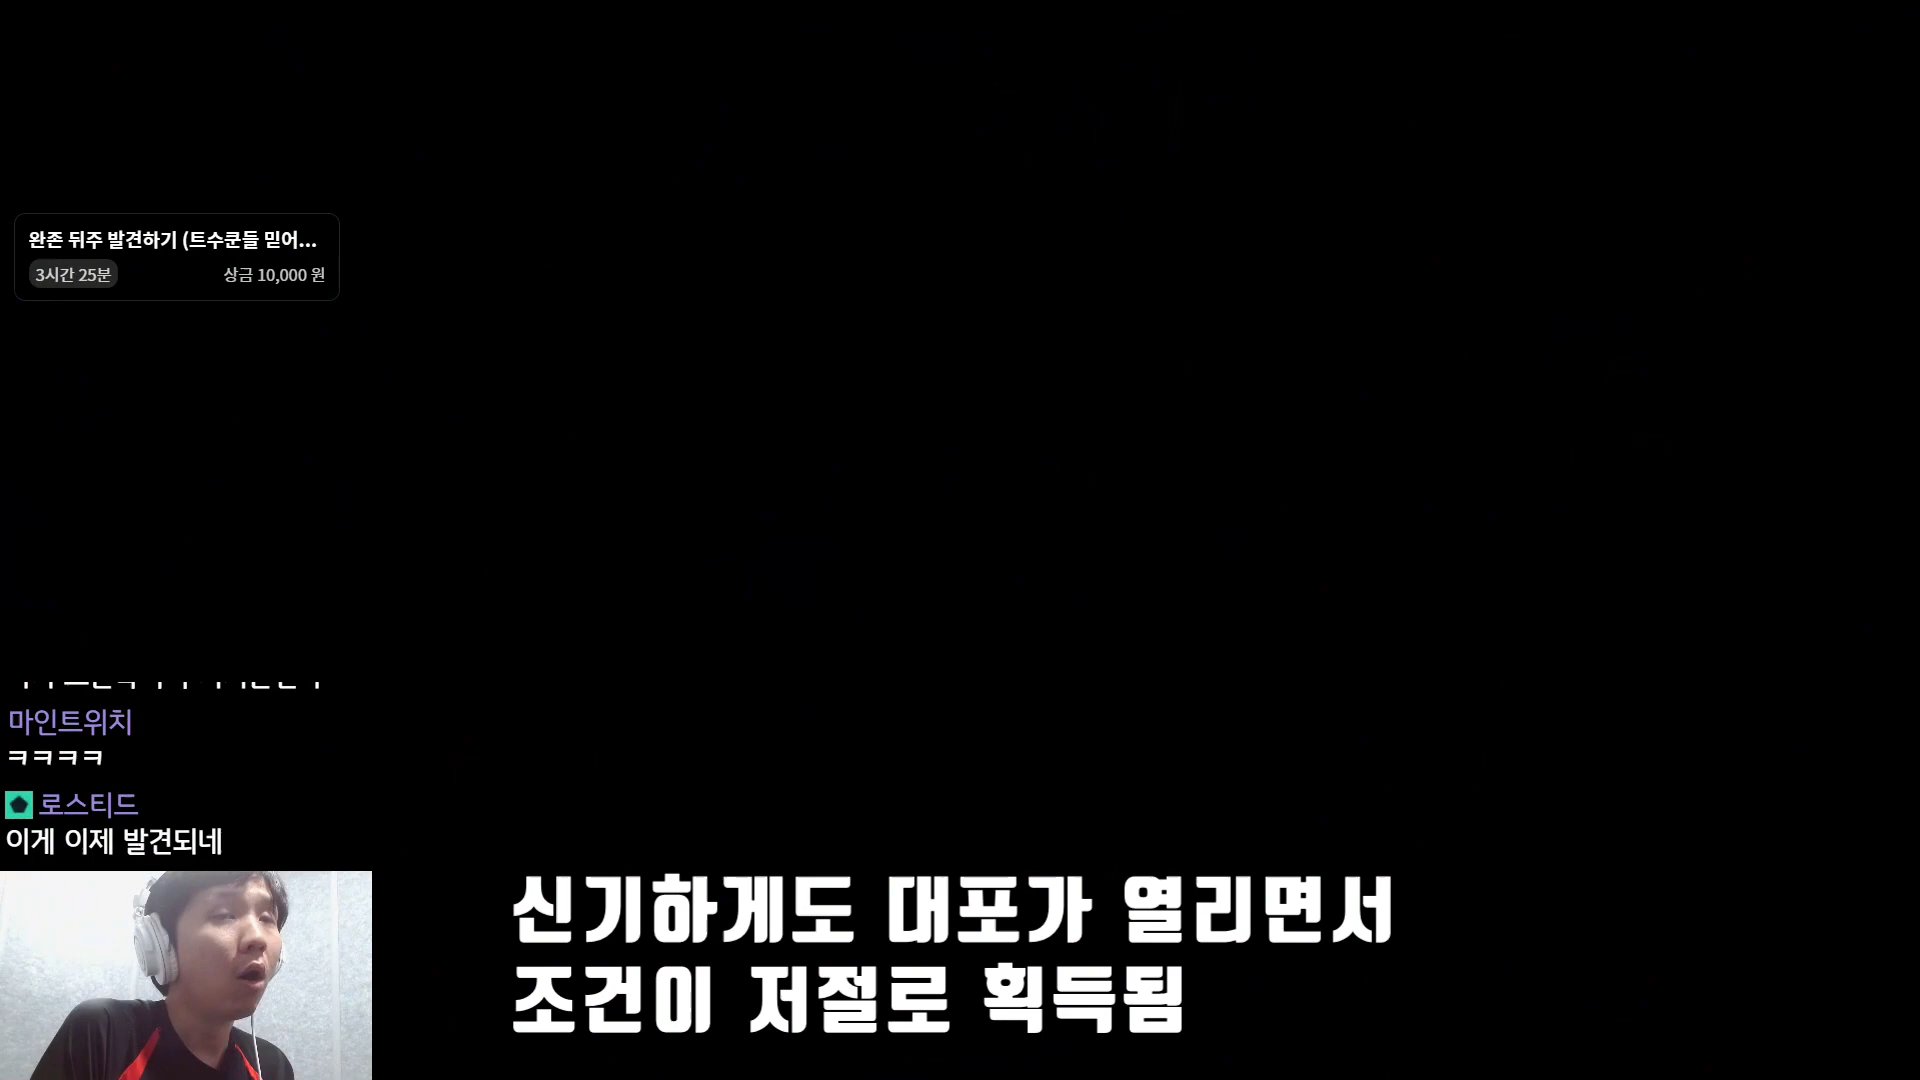 완존 뒤주 발견하기 (트수쿤들 믿어...
3시간 25분
상금 10,000 원
마인트위치
ㅋㅋㅋㅋ
로스티드
이게 이제 발견되네
신기하게도 대포가 열리면서
조건이 저절로 획득됨